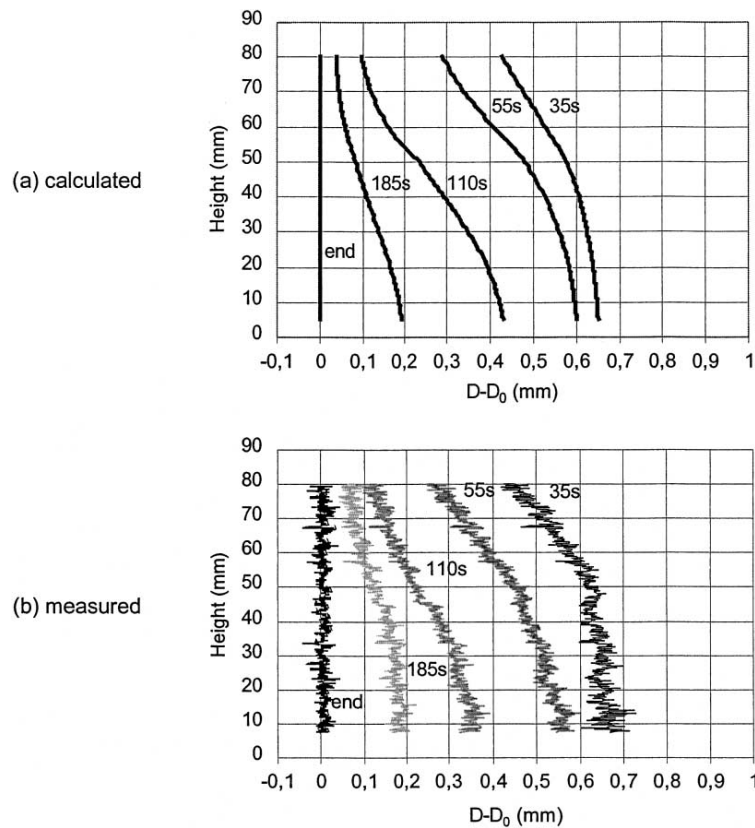 90
80
70
60
50
40
30
20
10
0
Height (mm)
(a) calculated
55s
35s
185s
110s
end
-0,1 0 0,1 0,2 0,3 0,4 0,5 0,6 0,7 0,8 0,9 1
D-D₀ (mm)
90
80
70
60
50
40
30
20
10
0
Height (mm)
(b) measured
55s
35s
110s
185s
end
-0,1 0 0,1 0,2 0,3 0,4 0,5 0,6 0,7 0,8 0,9 1
D-D₀ (mm)